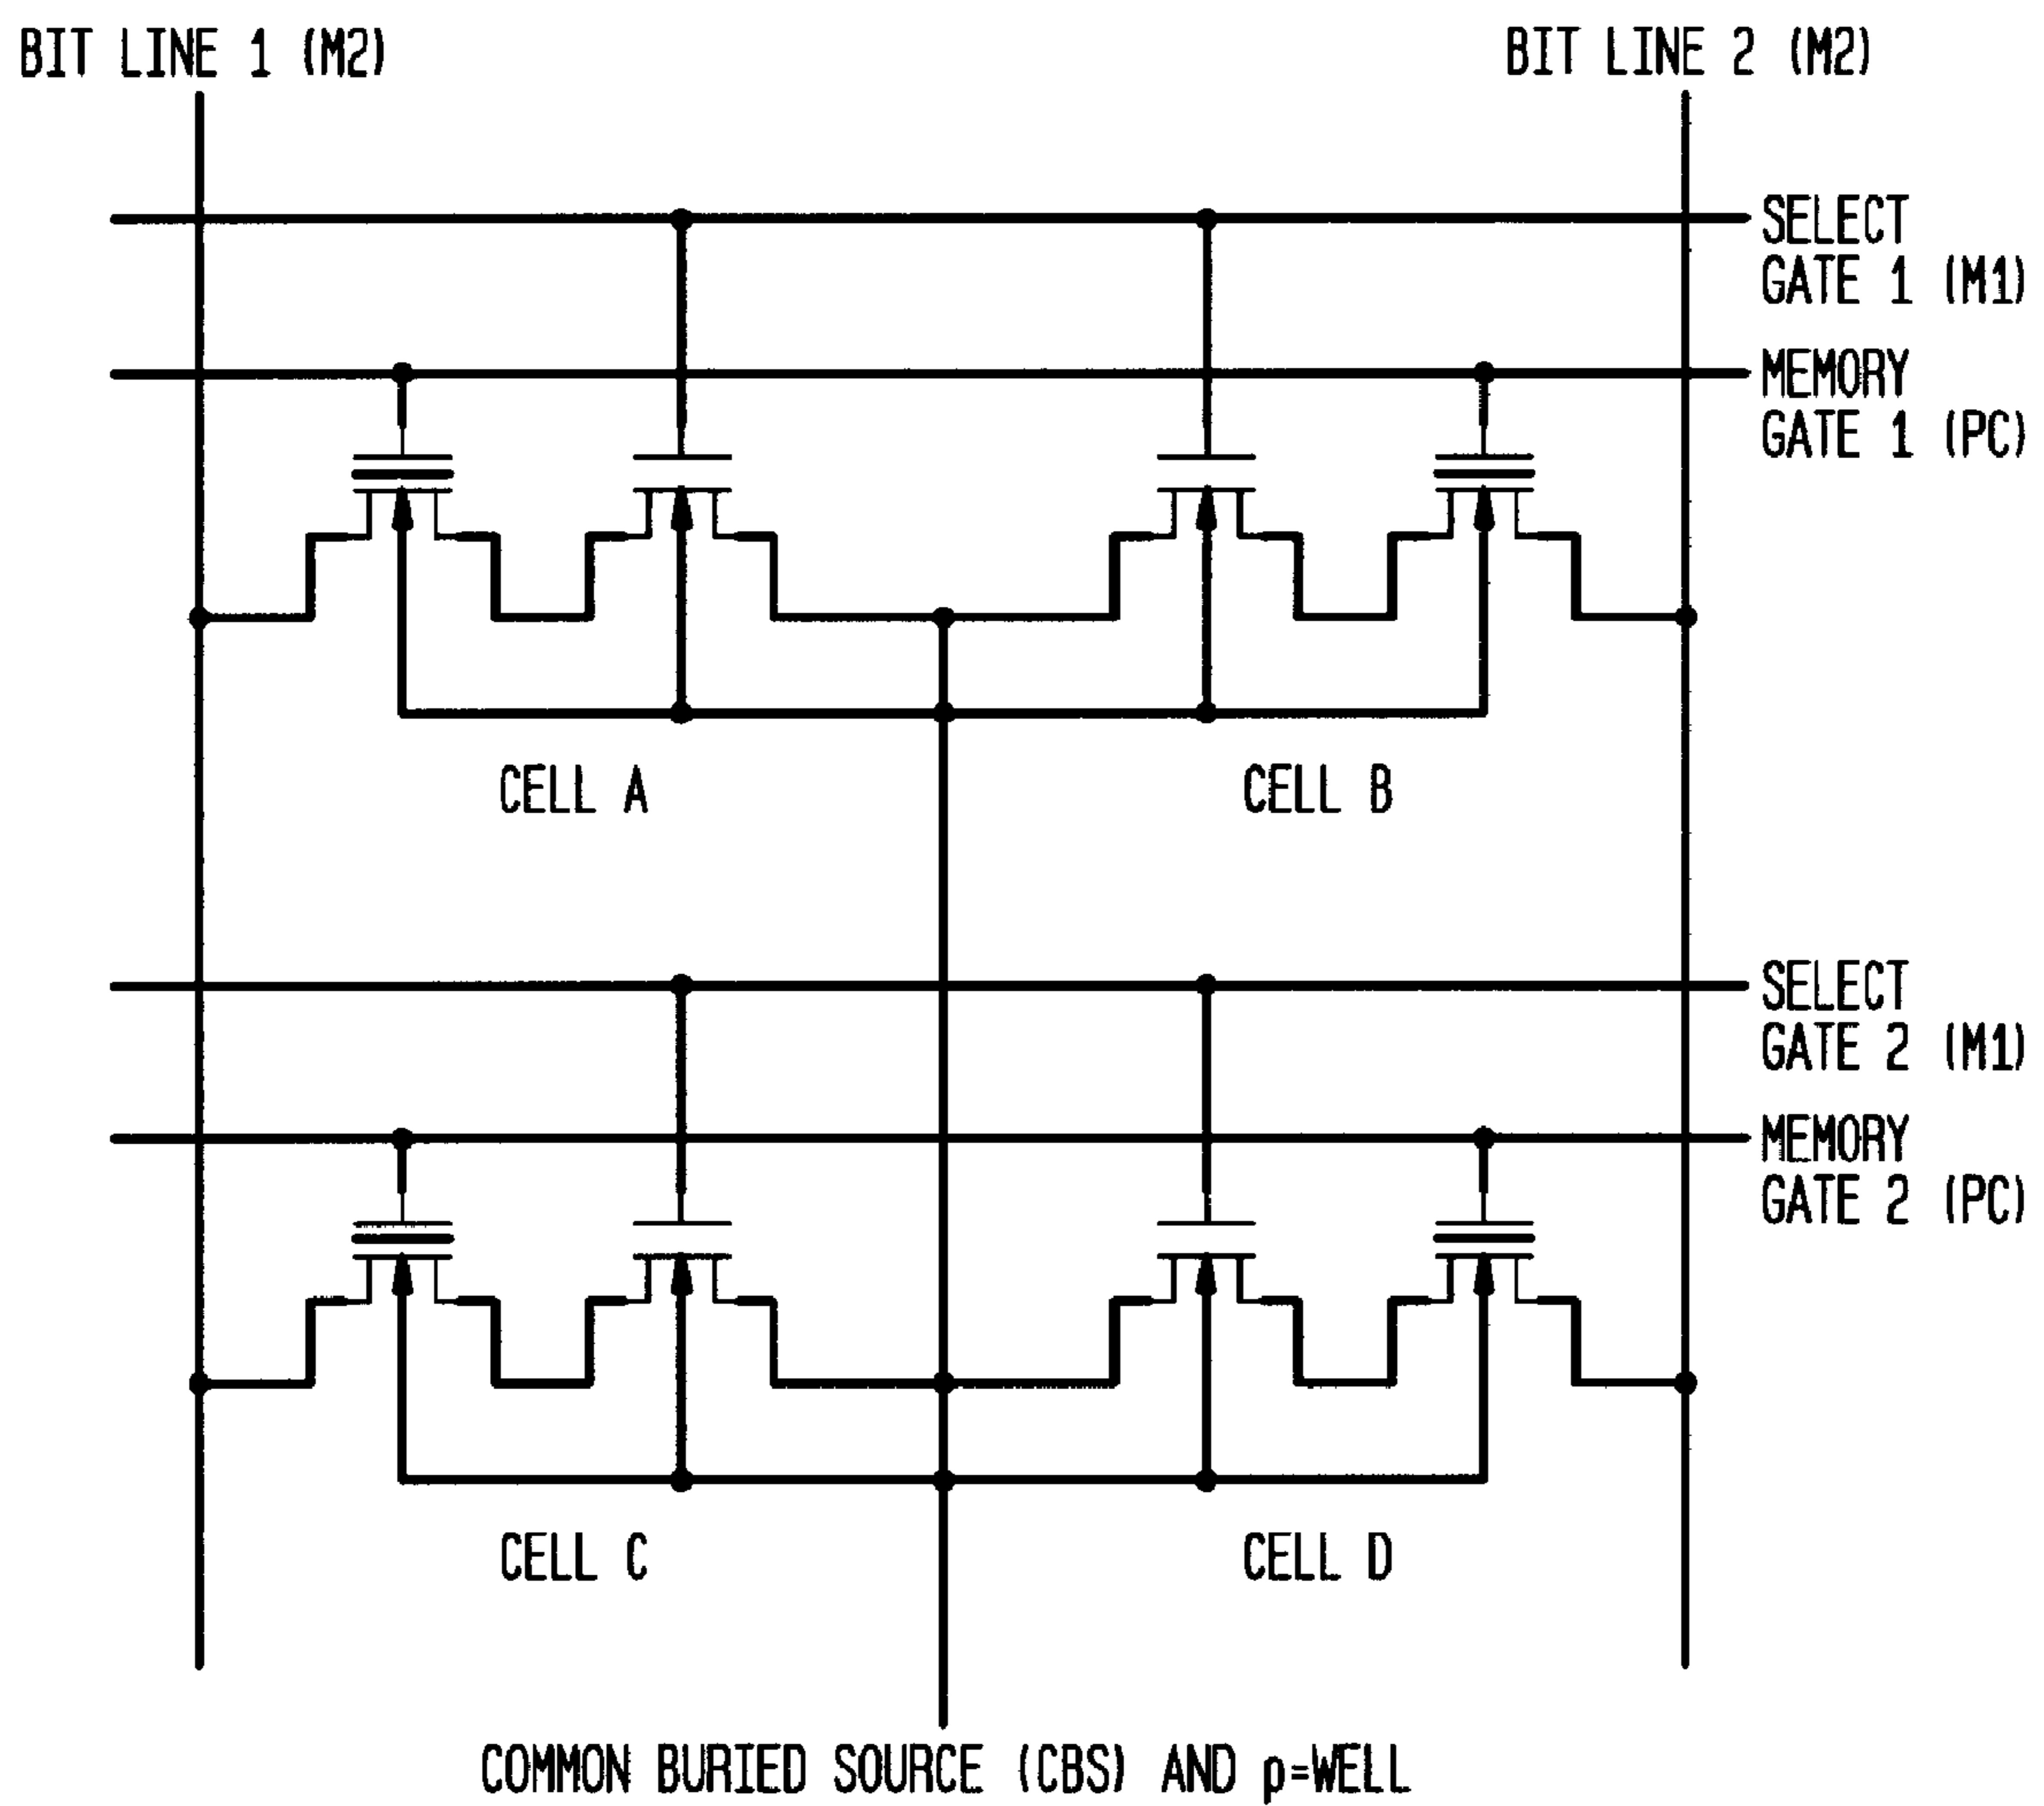 BIT LINE 1 (M2)
BIT LINE 2 (M2)
SELECT
GATE 1 (M1)
MEMORY
GATE 1 (PC)
CELL A
CELL B
SELECT
GATE 2 (M1)
MEMORY
GATE 2 (PC)
CELL C
CELL D
COMMON BURIED SOURCE (CBS) AND p=WELL